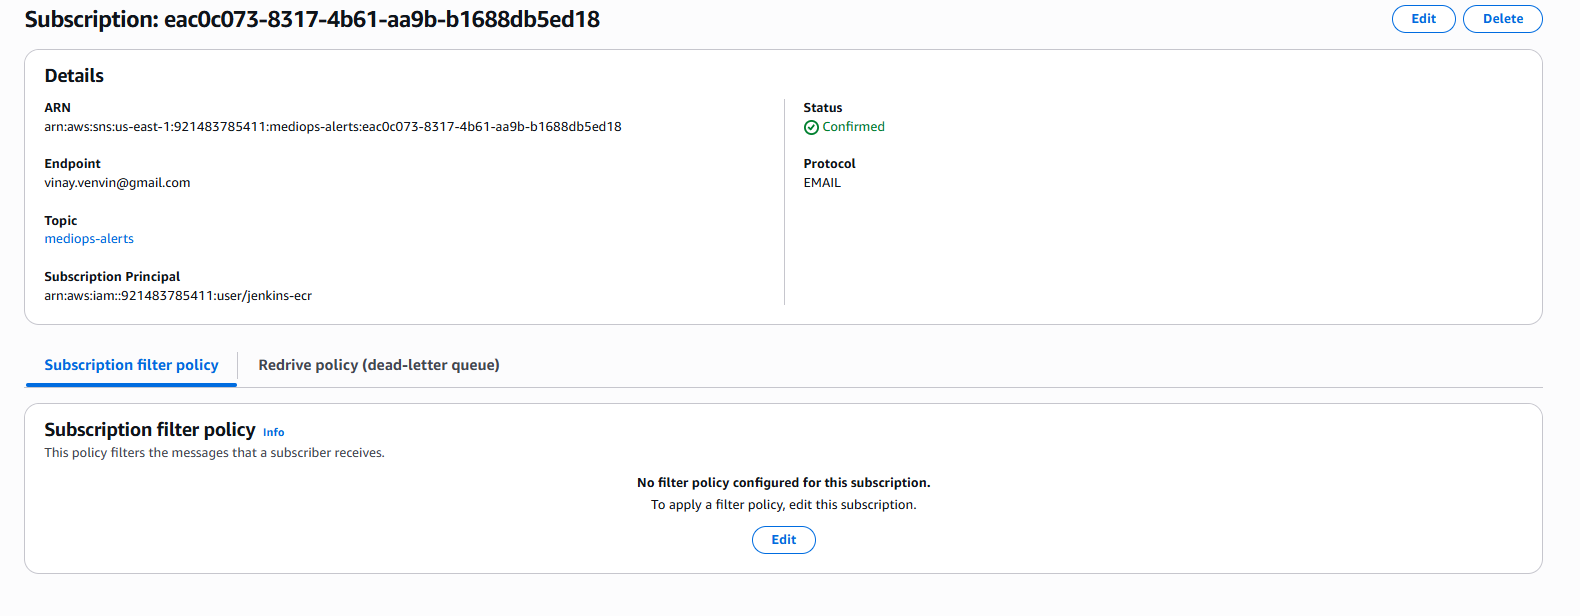 Subscription: eac0c073-8317-4b61-aa9b-b1688db5ed18
Edit
Delete
Details
ARN
arn:aws:sns:us-east-1:921483785411:mediops-alerts:eac0c073-8317-4b61-aa9b-b1688db5ed18
Endpoint
vinay.venvin@gmail.com
Topic
mediops-alerts
Subscription Principal
arn:aws:iam::921483785411:user/jenkins-ecr
Status
Confirmed
Protocol
EMAIL
Subscription filter policy
Redrive policy (dead-letter queue)
Subscription filter policy Info
This policy filters the messages that a subscriber receives.
No filter policy configured for this subscription.
To apply a filter policy, edit this subscription.
Edit